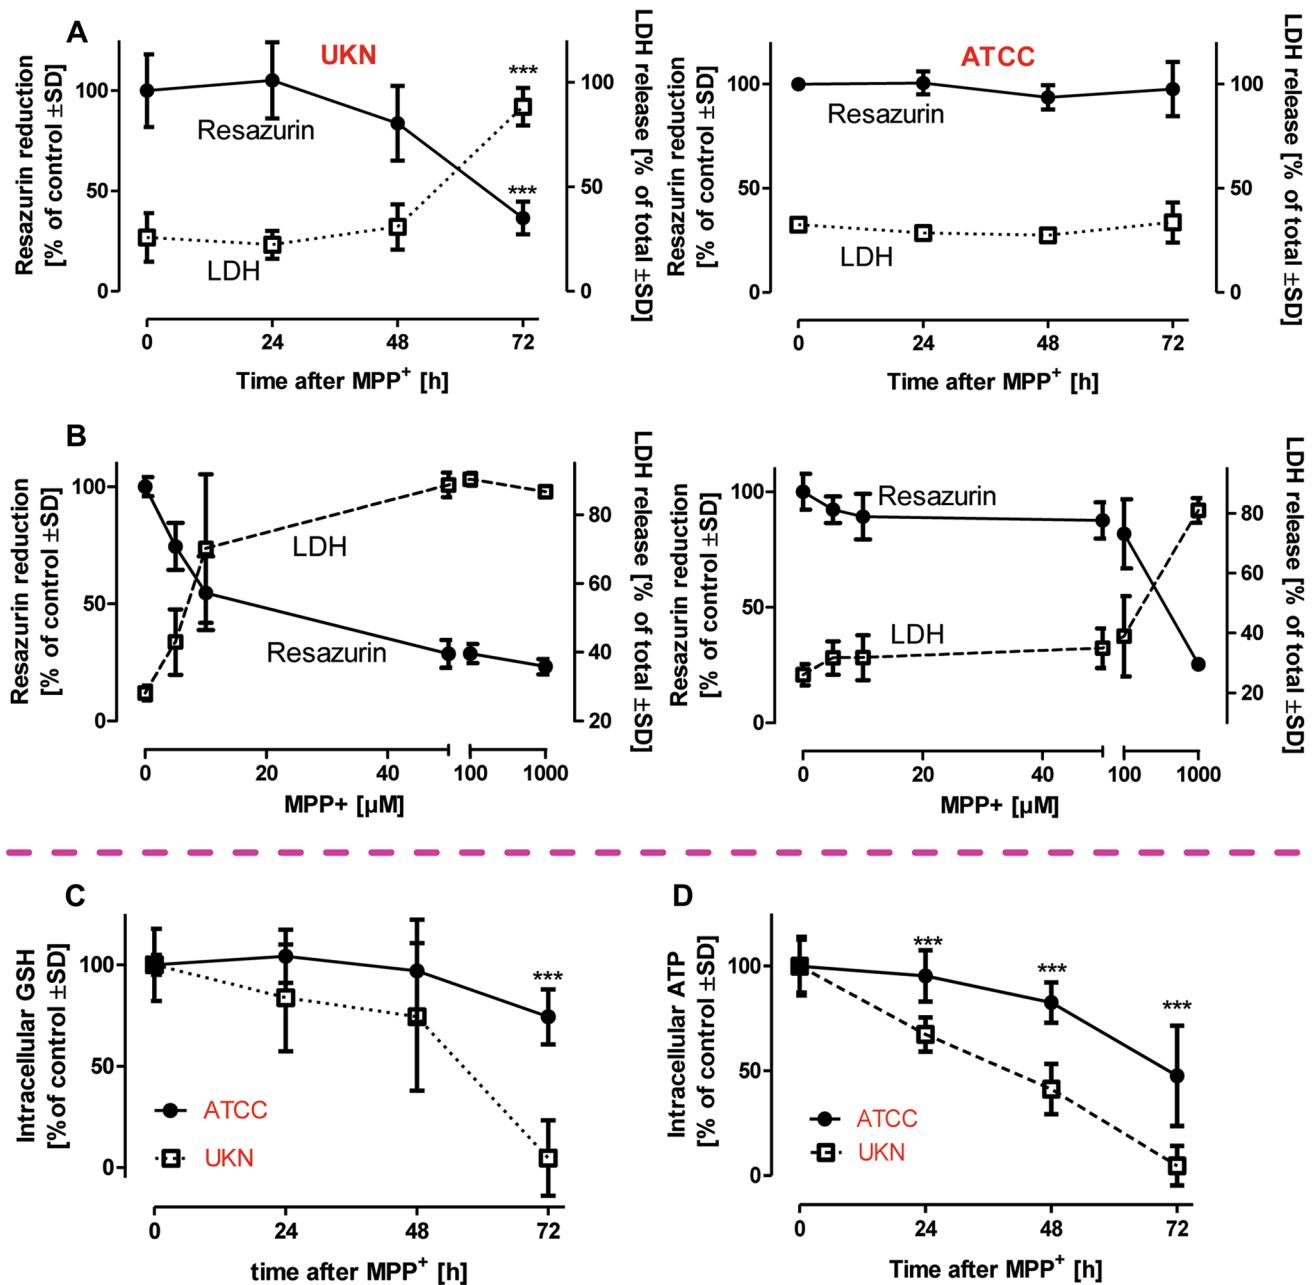 A
UKN
ATCC
Resazurin reduction
[% of control ±SD]
100
50
0
Resazurin
LDH
***
***
100
50
0
LDH release [% of total ±SD]
0 24 48 72
Time after MPP+ [h]
Resazurin reduction
[% of control ±SD]
100
50
0
Resazurin
LDH
100
50
0
LDH release [% of total ±SD]
0 24 48 72
Time after MPP+ [h]
B
Resazurin reduction
[% of control ±SD]
100
50
0
LDH
Resazurin
80
60
40
20
LDH release [% of total ±SD]
0 20 40 100 1000
MPP+ [µM]
Resazurin reduction
[% of control ±SD]
100
50
0
Resazurin
LDH
80
60
40
20
LDH release [% of total ±SD]
0 20 40 100 1000
MPP+ [µM]
C
Intracellular GSH
[%of control ±SD]
100
50
0
***
ATCC
UKN
0 24 48 72
time after MPP+ [h]
D
Intracellular ATP
[% of control ±SD]
100
50
0
***
***
***
ATCC
UKN
0 24 48 72
Time after MPP+ [h]